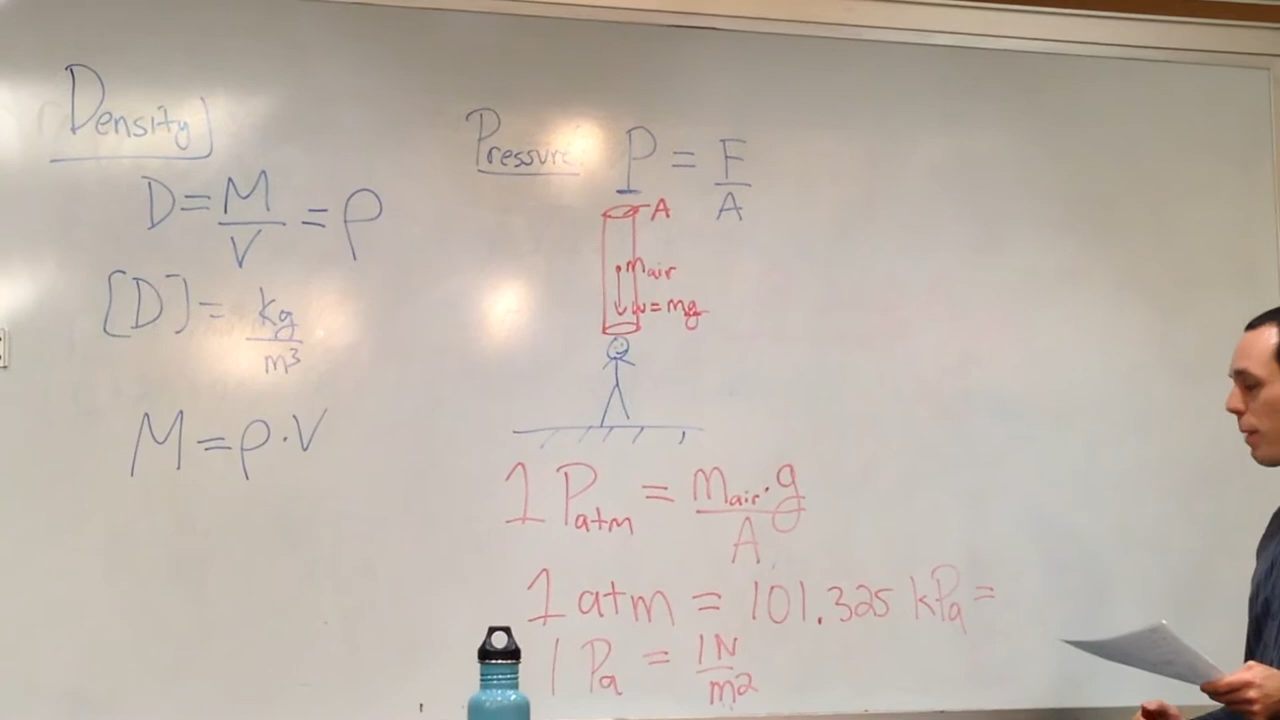 Density
D = M/V = ρ
[D] = kg/m³
M = ρ·V
Pressure: P = F/A
A
mair
w = mg
1 Patm = mair·g/A
1 atm = 101.325 kPa =
1 Pa = 1N/m²